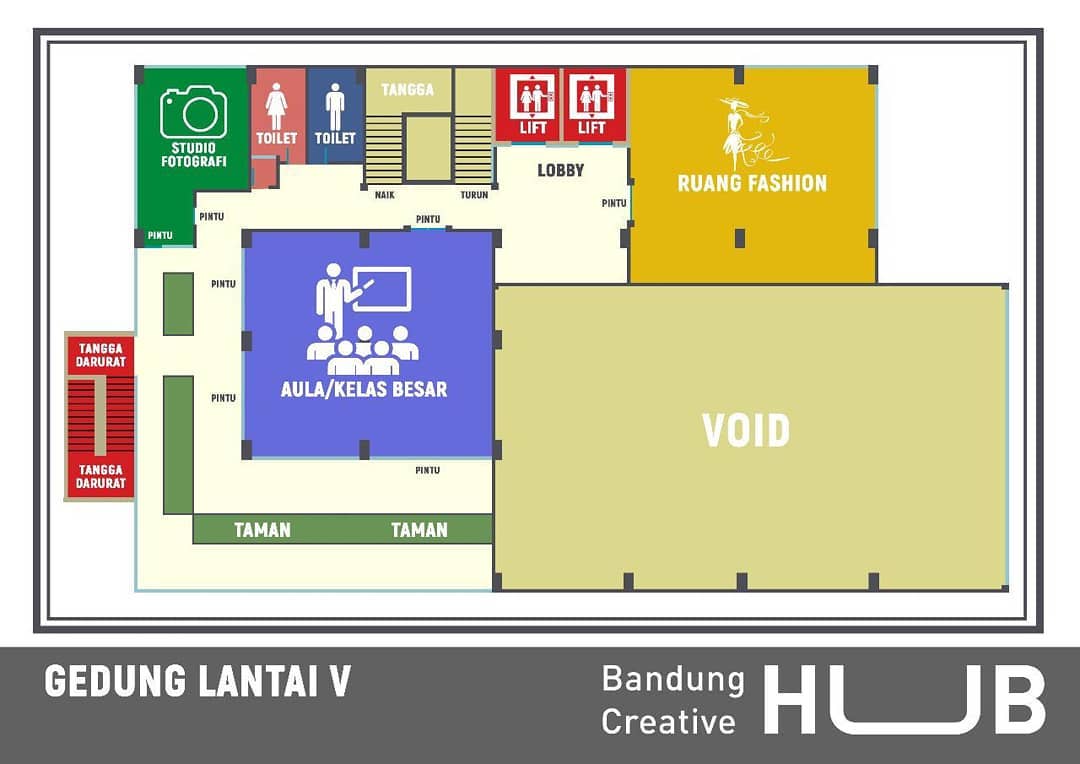 STUDIO
FOTOGRAFI
TOILET
TOILET
TANGGA
LIFT
LIFT
LOBBY
RUANG FASHION
NAIK
TURUN
PINTU
PINTU
PINTU
PINTU
PINTU
AULA/KELAS BESAR
TANGGA
DARURAT
PINTU
VOID
TANGGA
DARURAT
PINTU
TAMAN
TAMAN
GEDUNG LANTAI V
Bandung
Creative
HUB